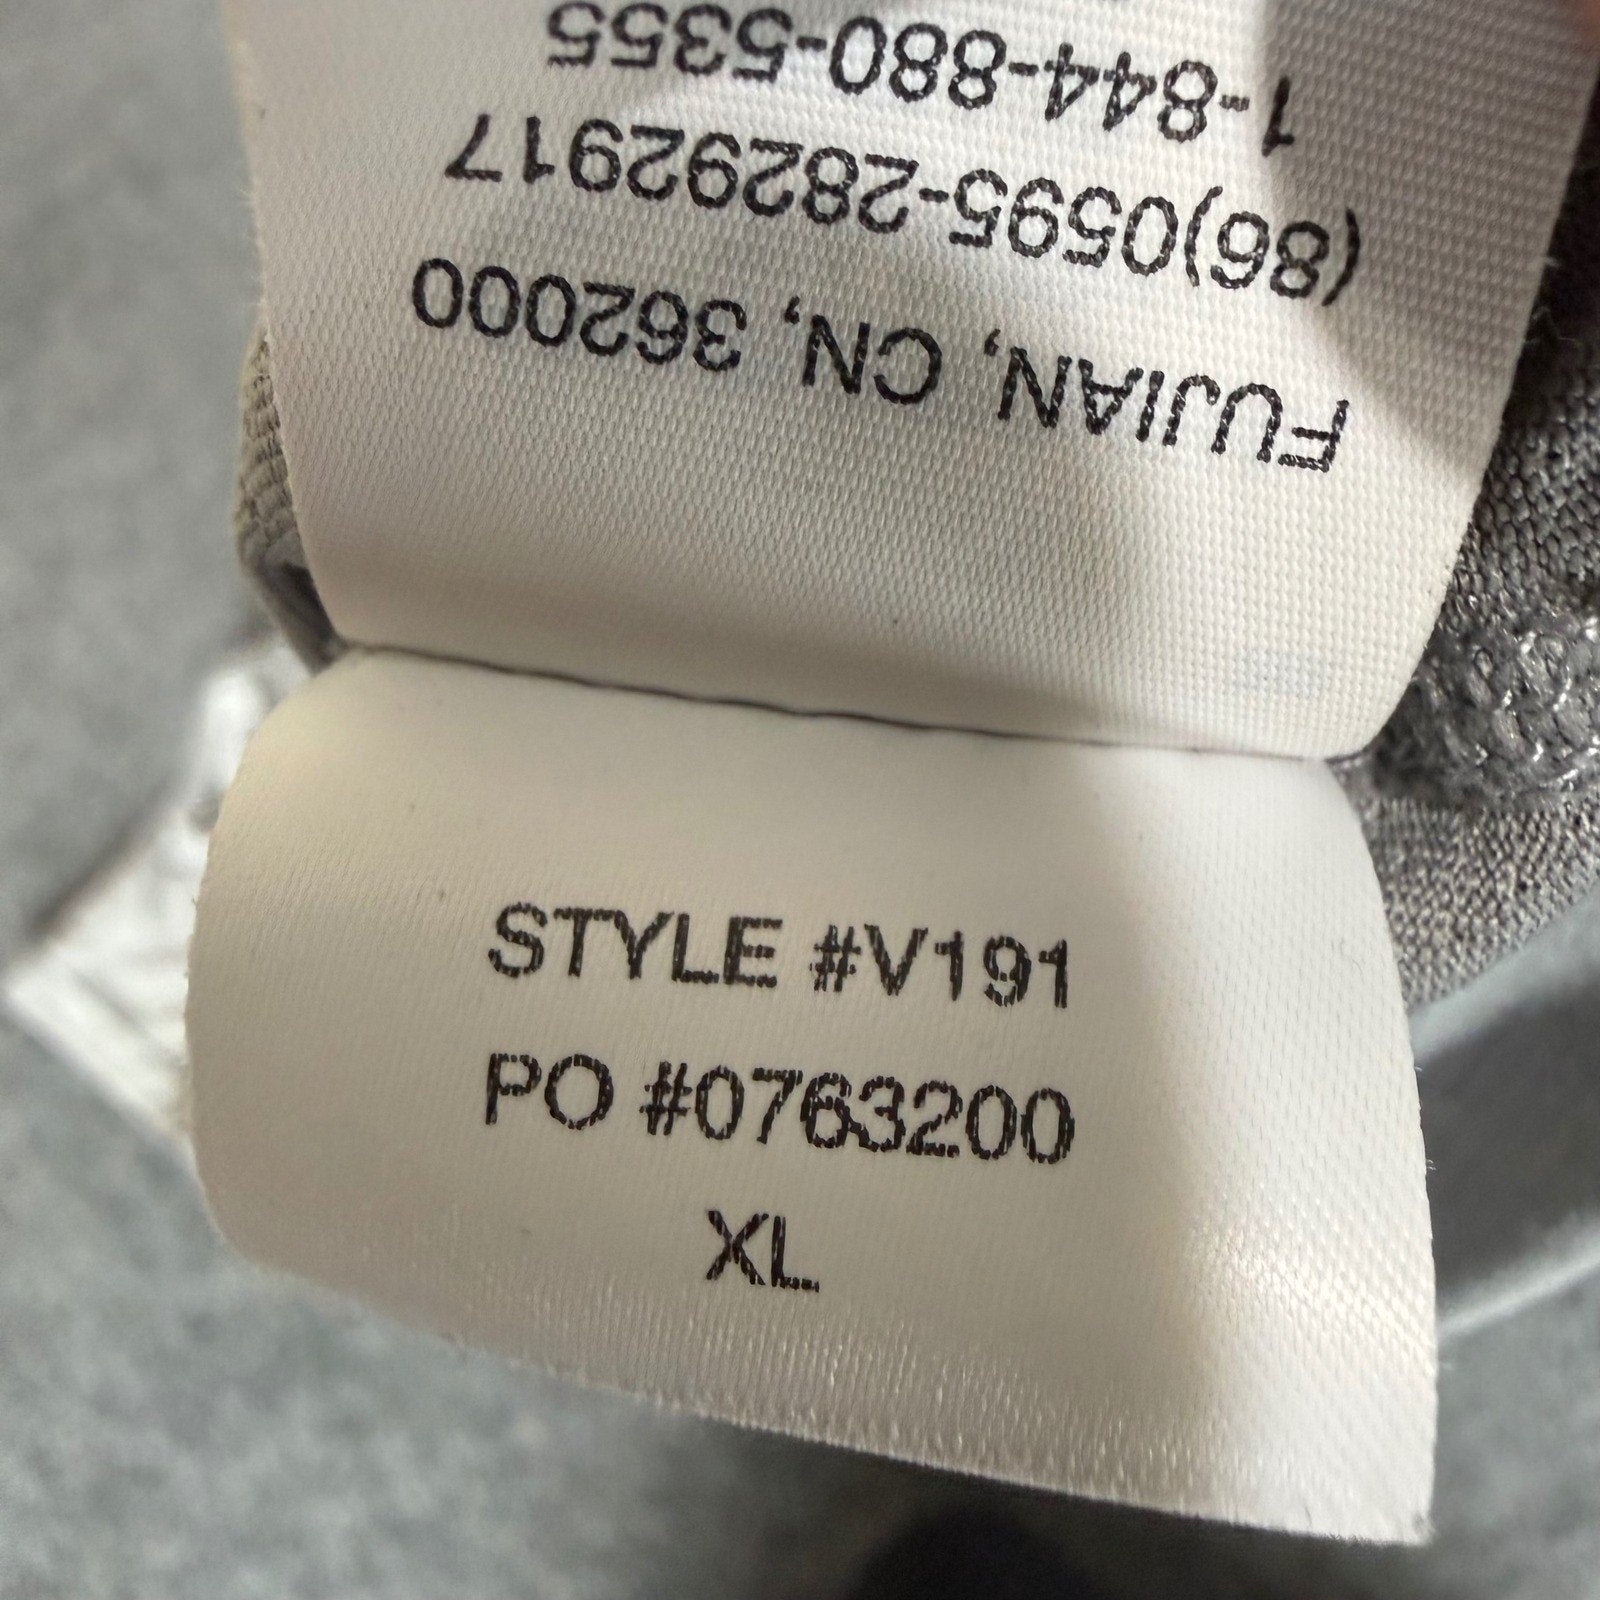 FUJIAN, CN, 362000
(86)0595-28292917
1-844-880-5355
STYLE #V191
PO #0763200
XL